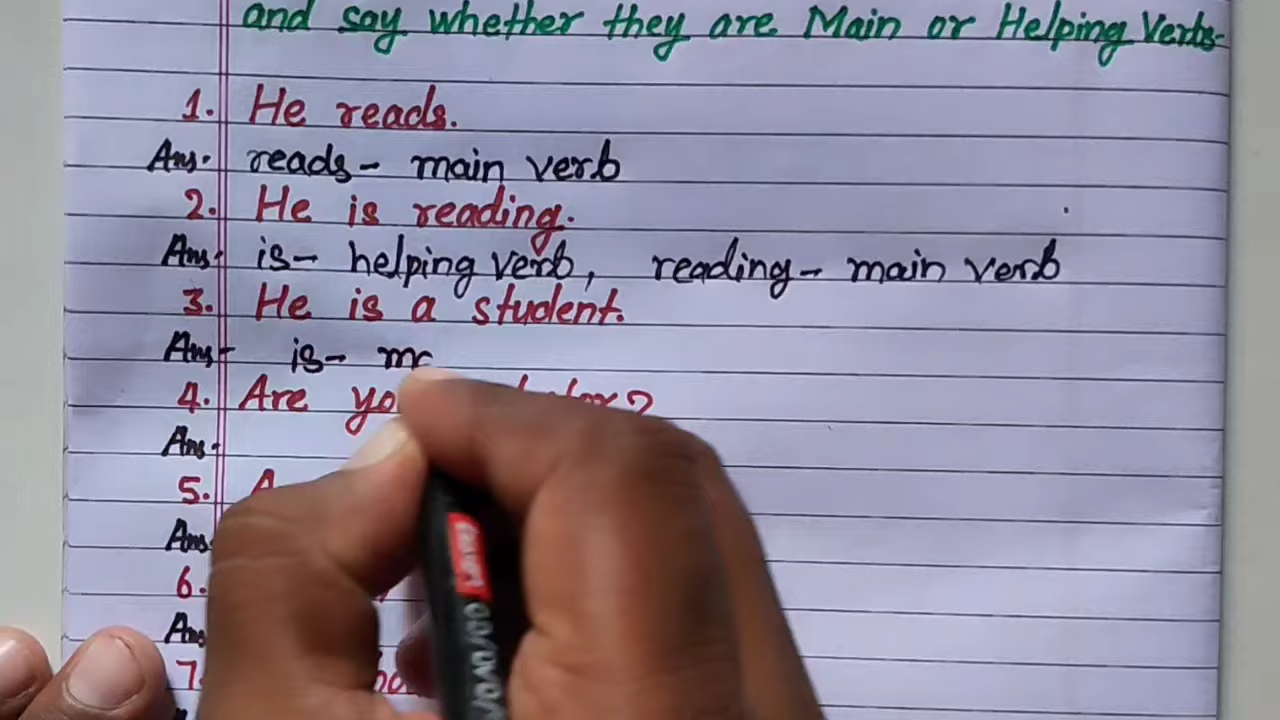 and say whether they are Main or Helping Verbs-
1. He reads.
Ans. reads- main verb
2. He is reading.
Ans- is- helping verb, reading- main verb
3. He is a student.
Ans- is-
4. Are
Ans-
5.
Ans.
6.
Ans
7.